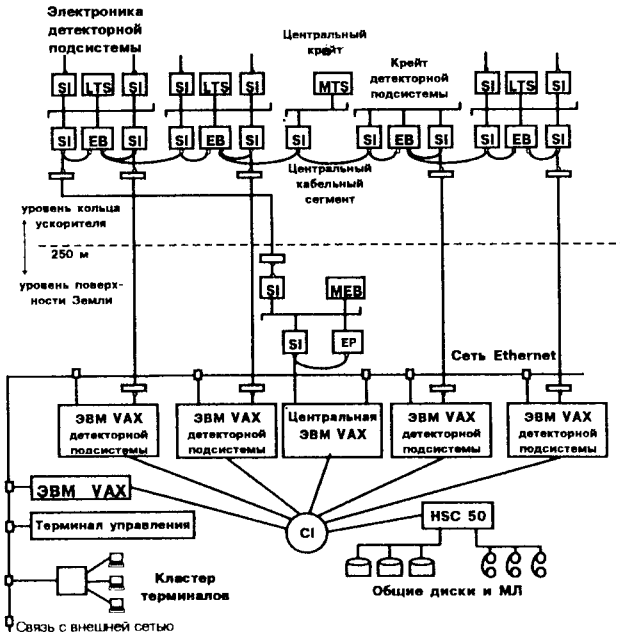 Электроника
детекторной
подсистемы
Центральный
крейт
Крейт
детекторной
подсистемы
SI LTS SI SI LTS SI MTS SI LTS SI
SI EB SI SI EB SI SI SI EB SI SI EB SI
Центральный
кабельный
сегмент
уровень кольца
ускорителя
250 м
уровень поверх-
ности Земли
SI MEB
SI EP
Сеть Ethernet
ЭВМ VAX
детекторной
подсистемы
ЭВМ VAX
детекторной
подсистемы
Центральная
ЭВМ VAX
ЭВМ VAX
детекторной
подсистемы
ЭВМ VAX
детекторной
подсистемы
ЭВМ VAX
Терминал управления
CI
HSC 50
Кластер
терминалов
Общие диски и МЛ
Связь с внешней сетью